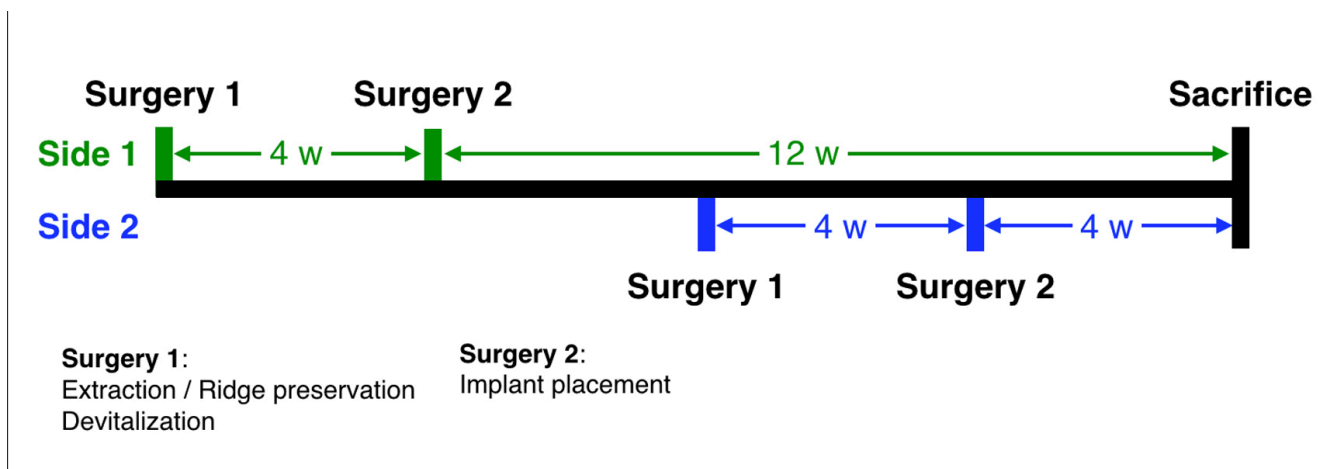 Surgery 1
Surgery 2
Sacrifice
Side 1
4 w
12 w
Side 2
4 w
4 w
Surgery 1
Surgery 2
Surgery 1:
Extraction / Ridge preservation
Devitalization
Surgery 2:
Implant placement